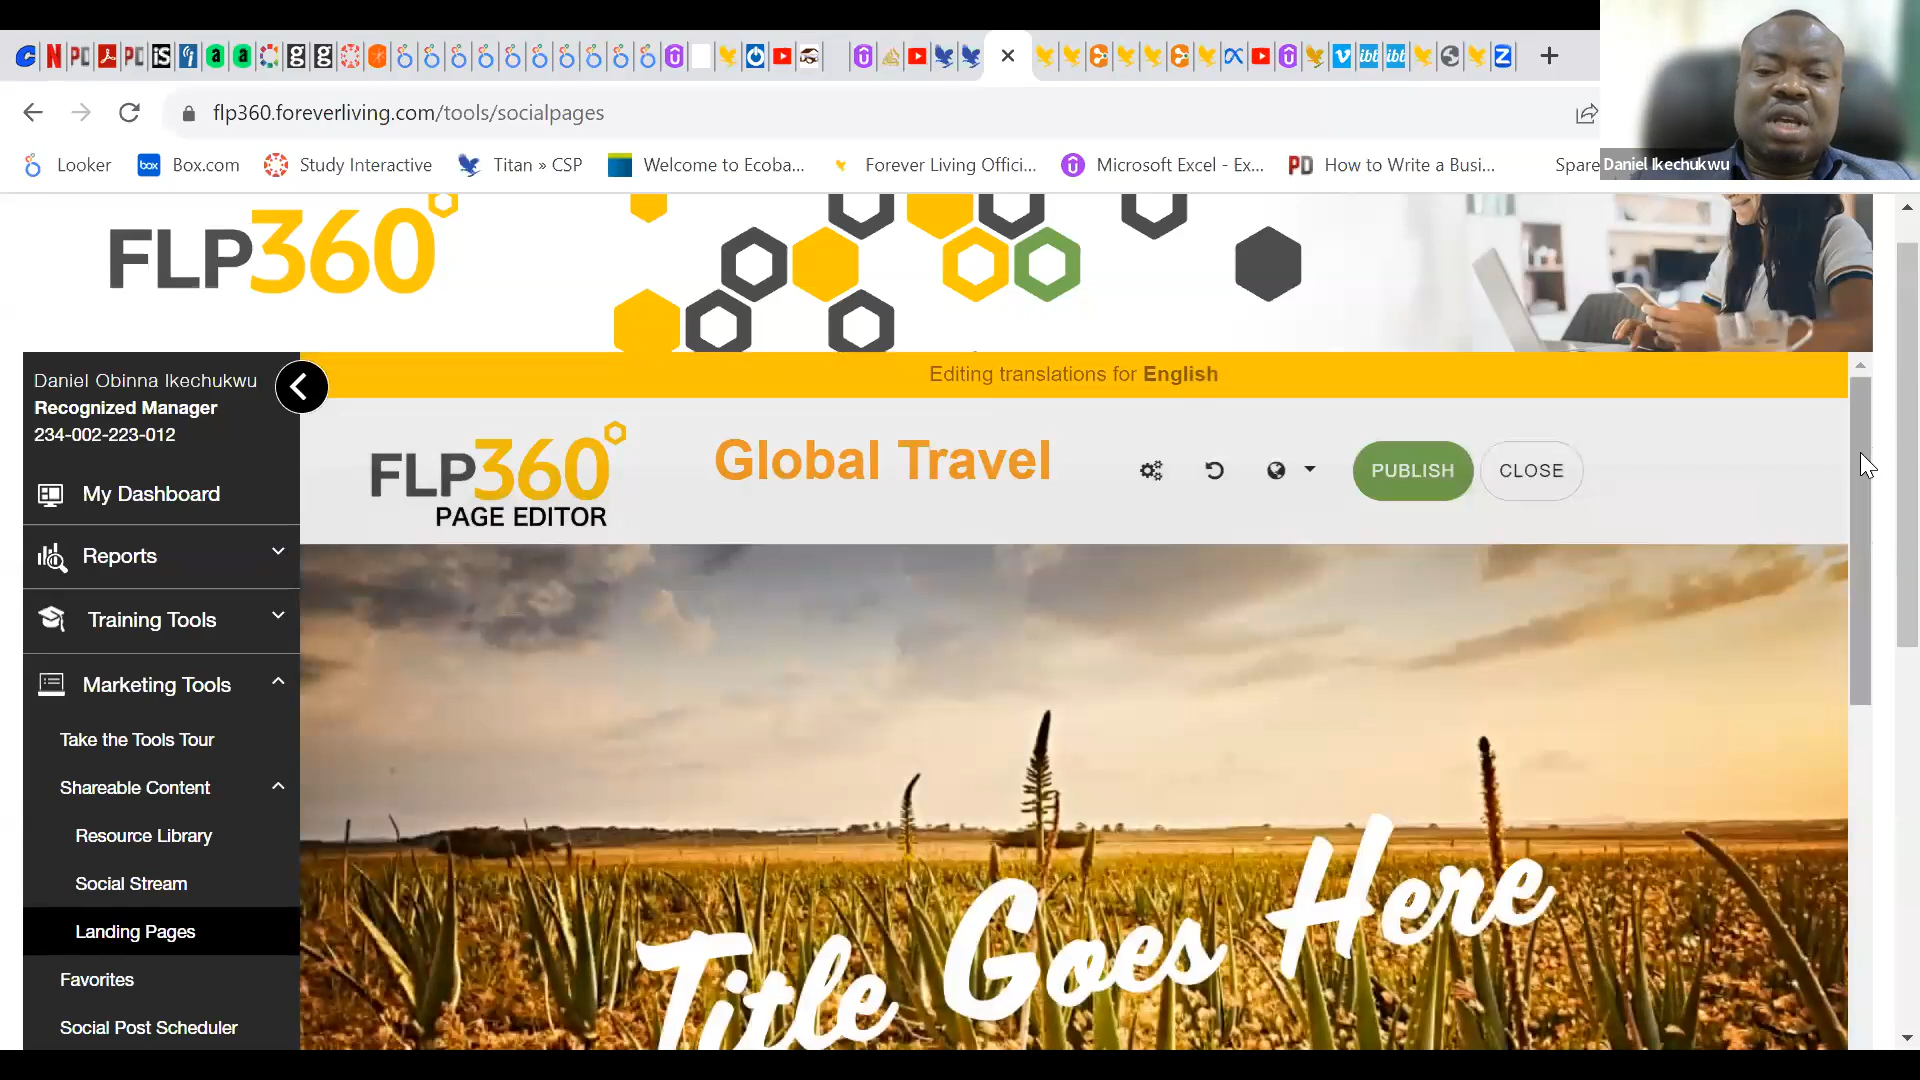 flp360.foreverliving.com/tools/socialpages
Looker
box
Box.com
Study Interactive
Titan » CSP
Welcome to Ecoba...
Forever Living Offici...
Microsoft Excel - Ex...
PD
How to Write a Busi...
Spare
Daniel Ikechukwu
FLP360
Daniel Obinna Ikechukwu
Recognized Manager
234-002-223-012
My Dashboard
Reports
Training Tools
Marketing Tools
Take the Tools Tour
Shareable Content
Resource Library
Social Stream
Landing Pages
Favorites
Social Post Scheduler
Editing translations for English
FLP360
PAGE EDITOR
Global Travel
PUBLISH
CLOSE
Title Goes Here